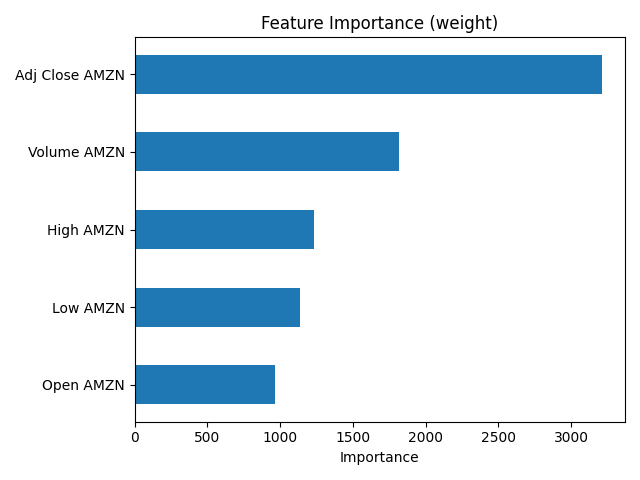 Feature Importance (weight)
Adj Close AMZN
Volume AMZN
High AMZN
Low AMZN
Open AMZN
0 500 1000 1500 2000 2500 3000
Importance